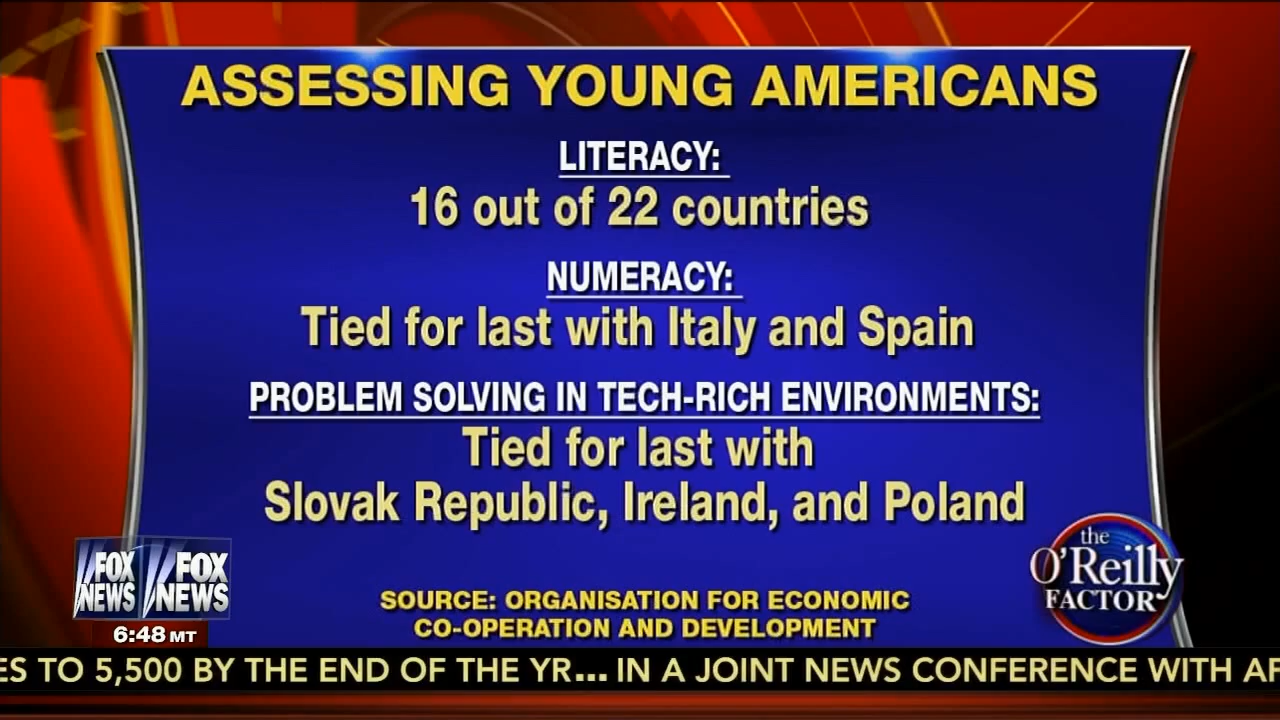 ASSESSING YOUNG AMERICANS
LITERACY:
16 out of 22 countries
NUMERACY:
Tied for last with Italy and Spain
PROBLEM SOLVING IN TECH-RICH ENVIRONMENTS:
Tied for last with
Slovak Republic, Ireland, and Poland
SOURCE: ORGANISATION FOR ECONOMIC
CO-OPERATION AND DEVELOPMENT
the
O'Reilly
FACTOR
FOX FOX
NEWS NEWS
6:48 MT
ES TO 5,500 BY THE END OF THE YR... IN A JOINT NEWS CONFERENCE WITH AF